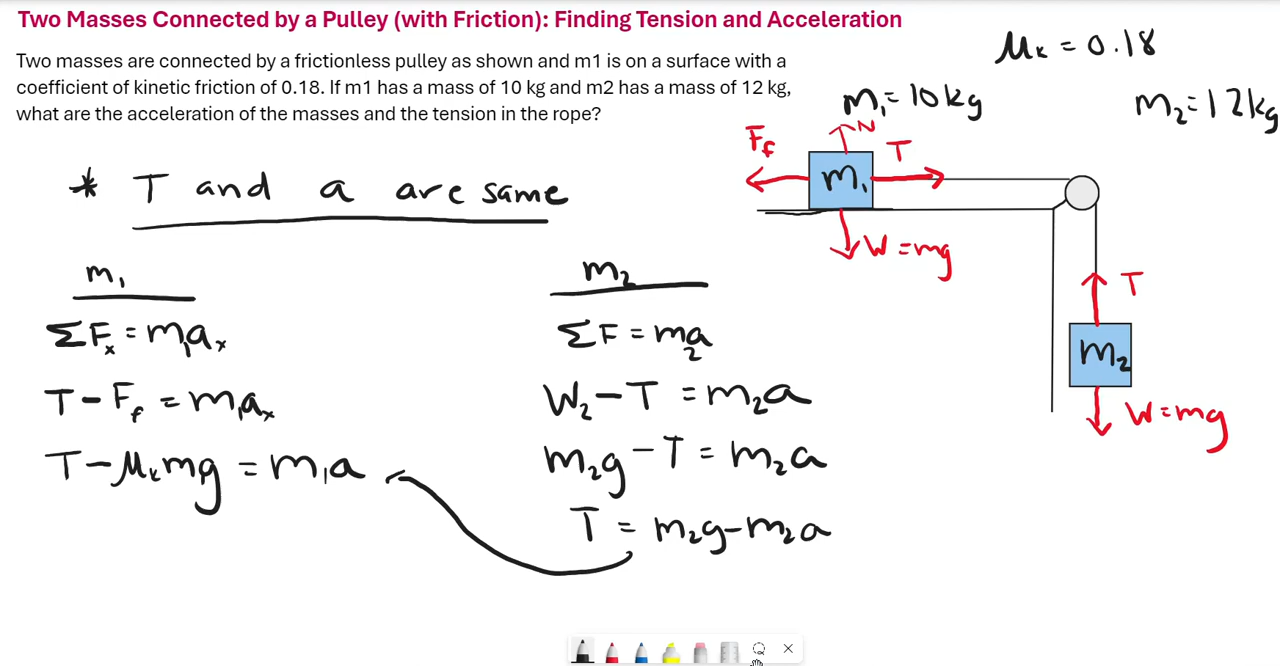 Two Masses Connected by a Pulley (with Friction): Finding Tension and Acceleration
Two masses are connected by a frictionless pulley as shown and m1 is on a surface with a
coefficient of kinetic friction of 0.18. If m1 has a mass of 10 kg and m2 has a mass of 12 kg,
what are the acceleration of the masses and the tension in the rope?
μₖ = 0.18
m₁ = 10 kg
m₂ = 12 kg
* T and a are same
N
F_f
T
m₁
W = mg
T
m₂
W = mg
m₁
ΣFₓ = m₁aₓ
T - F_f = m₁aₓ
T - μₖmg = m₁a
m₂
ΣF = m₂a
W₂ - T = m₂a
m₂g - T = m₂a
T = m₂g - m₂a